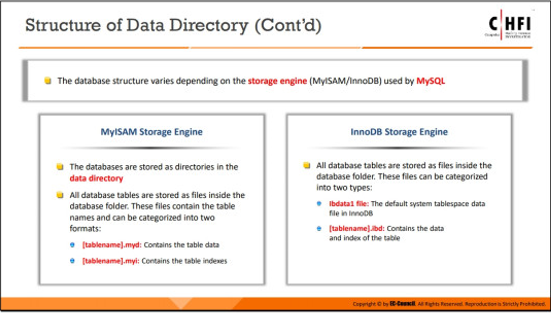 Structure of Data Directory (Cont'd)
CHFI
The database structure varies depending on the storage engine (MyISAM/InnoDB) used by MySQL
MyISAM Storage Engine
The databases are stored as directories in the
data directory
All database tables are stored as files inside the
database folder. These files contain the table
names and can be categorized into two
formats:
[tablename].myd: Contains the table data
[tablename].myi: Contains the table indexes
InnoDB Storage Engine
All database tables are stored as files inside the
database folder. These files can be categorized
into two types:
Ibdata1 file: The default system tablespace data
file in InnoDB
[tablename].ibd: Contains the data
and index of the table
Copyright © by EC-Council. All Rights Reserved. Reproduction is Strictly Prohibited.